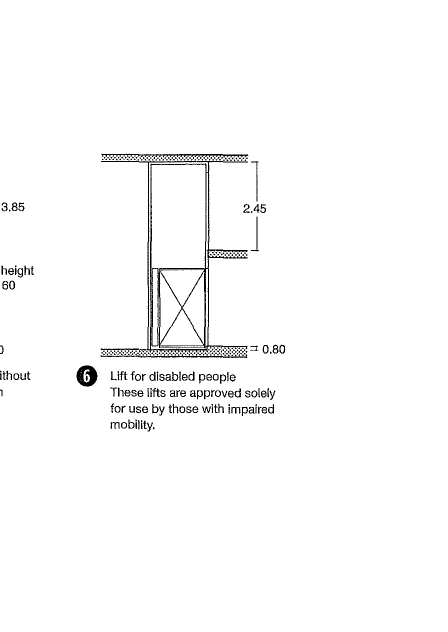 3.85
2.45
height
60
0
0.80
ithout
n
6 Lift for disabled people
These lifts are approved solely
for use by those with impaired
mobility.